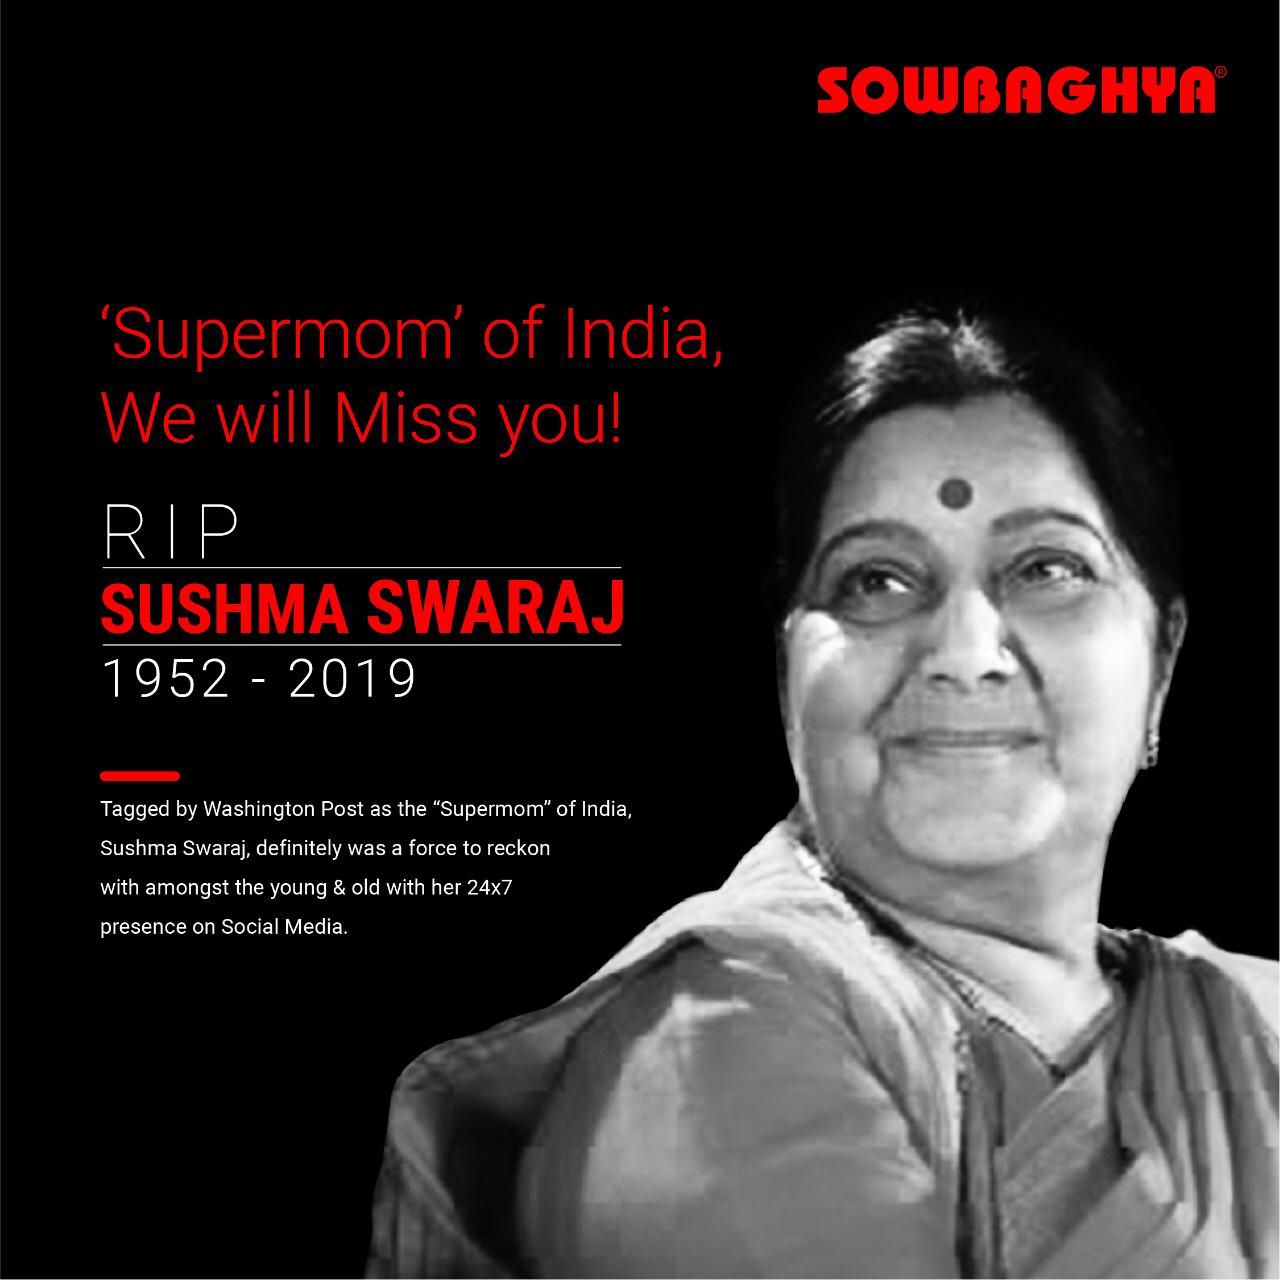 SOWBAGHYA®
‘Supermom’ of India,
We will Miss you!
RIP
SUSHMA SWARAJ
1952 - 2019
Tagged by Washington Post as the “Supermom” of India,
Sushma Swaraj, definitely was a force to reckon
with amongst the young & old with her 24x7
presence on Social Media.